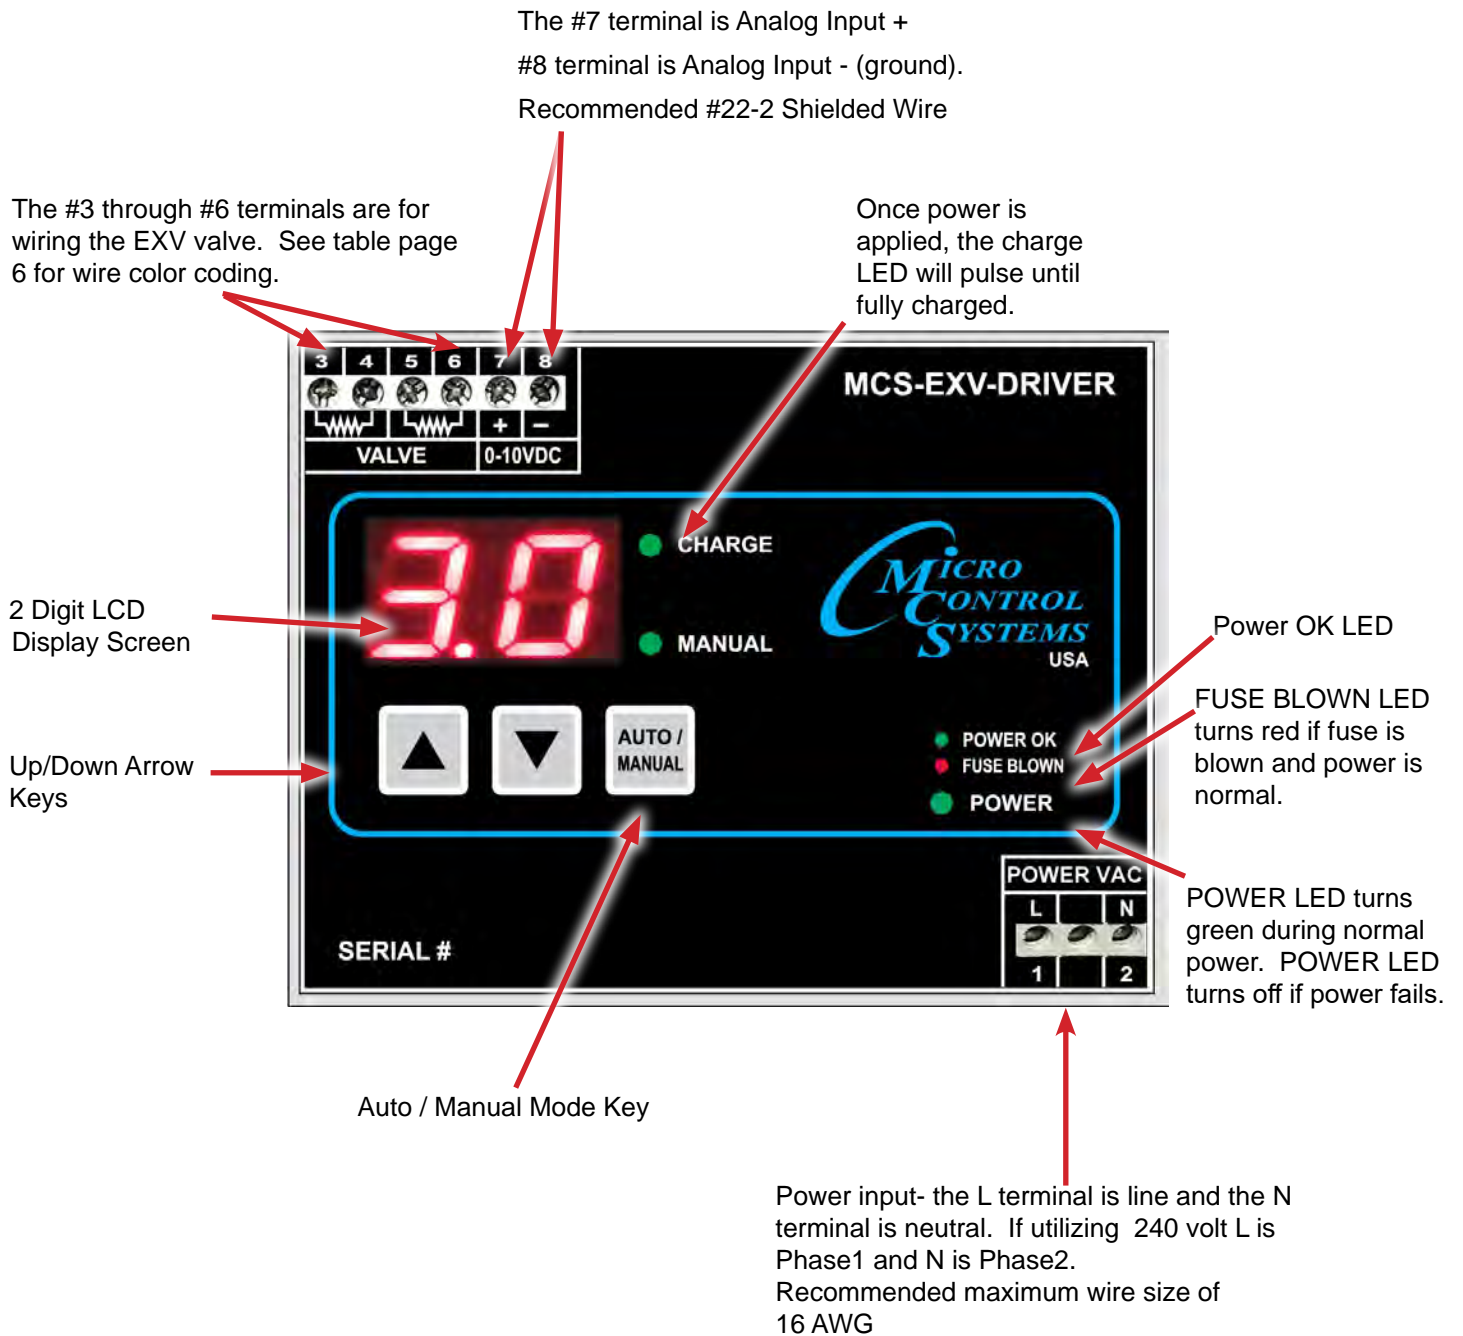 The #7 terminal is Analog Input +
#8 terminal is Analog Input - (ground).
Recommended #22-2 Shielded Wire
The #3 through #6 terminals are for
wiring the EXV valve. See table page
6 for wire color coding.
Once power is
applied, the charge
LED will pulse until
fully charged.
3 4 5 6 7 8
+ −
VALVE 0-10VDC
MCS-EXV-DRIVER
3.0
CHARGE
MANUAL
MICRO
CONTROL
SYSTEMS
USA
2 Digit LCD
Display Screen
Up/Down Arrow
Keys
AUTO /
MANUAL
POWER OK
FUSE BLOWN
POWER
Power OK LED
FUSE BLOWN LED
turns red if fuse is
blown and power is
normal.
POWER LED turns
green during normal
power. POWER LED
turns off if power fails.
POWER VAC
L N
1 2
SERIAL #
Auto / Manual Mode Key
Power input- the L terminal is line and the N
terminal is neutral. If utilizing 240 volt L is
Phase1 and N is Phase2.
Recommended maximum wire size of
16 AWG